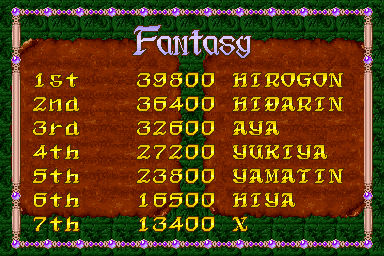 Fantasy
1st 39800 HIROGON
2nd 36400 HIDARIN
3rd 32600 AYA
4th 27200 YUKIYA
5th 23800 YAMATIN
6th 16500 HIYA
7th 13400 X